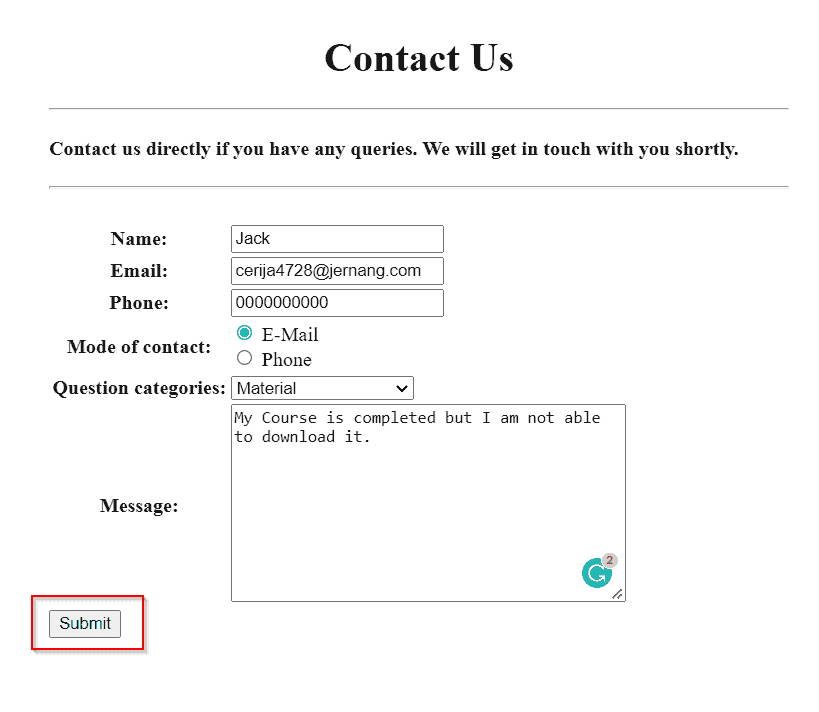 Contact Us
Contact us directly if you have any queries. We will get in touch with you shortly.
Name: Jack
Email: cerija4728@jernang.com
Phone: 0000000000
Mode of contact: E-Mail
Phone
Question categories: Material
My Course is completed but I am not able
to download it.
Message:
2
Submit